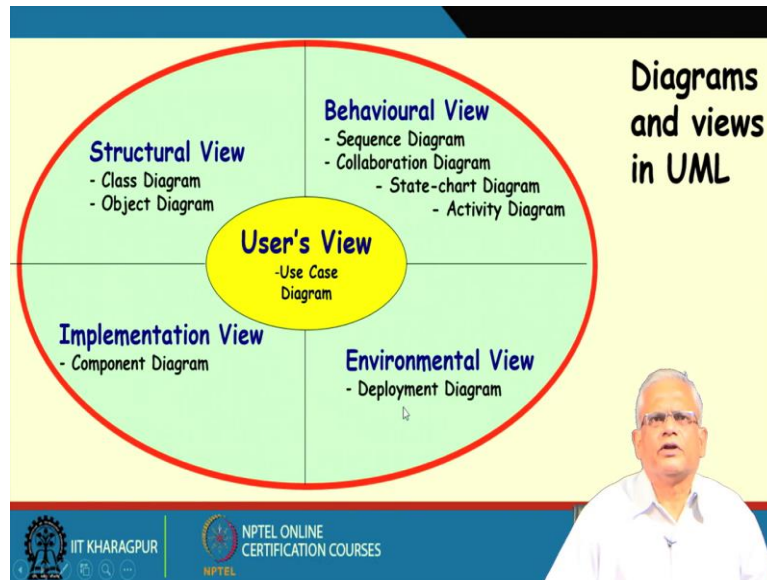 Diagrams
and views
in UML
Structural View
- Class Diagram
- Object Diagram
Behavioural View
- Sequence Diagram
- Collaboration Diagram
- State-chart Diagram
- Activity Diagram
User's View
-Use Case
Diagram
Implementation View
- Component Diagram
Environmental View
- Deployment Diagram
IIT KHARAGPUR
NPTEL
NPTEL ONLINE
CERTIFICATION COURSES